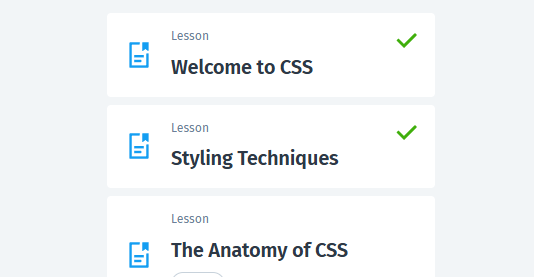 Lesson
Welcome to CSS
Lesson
Styling Techniques
Lesson
The Anatomy of CSS